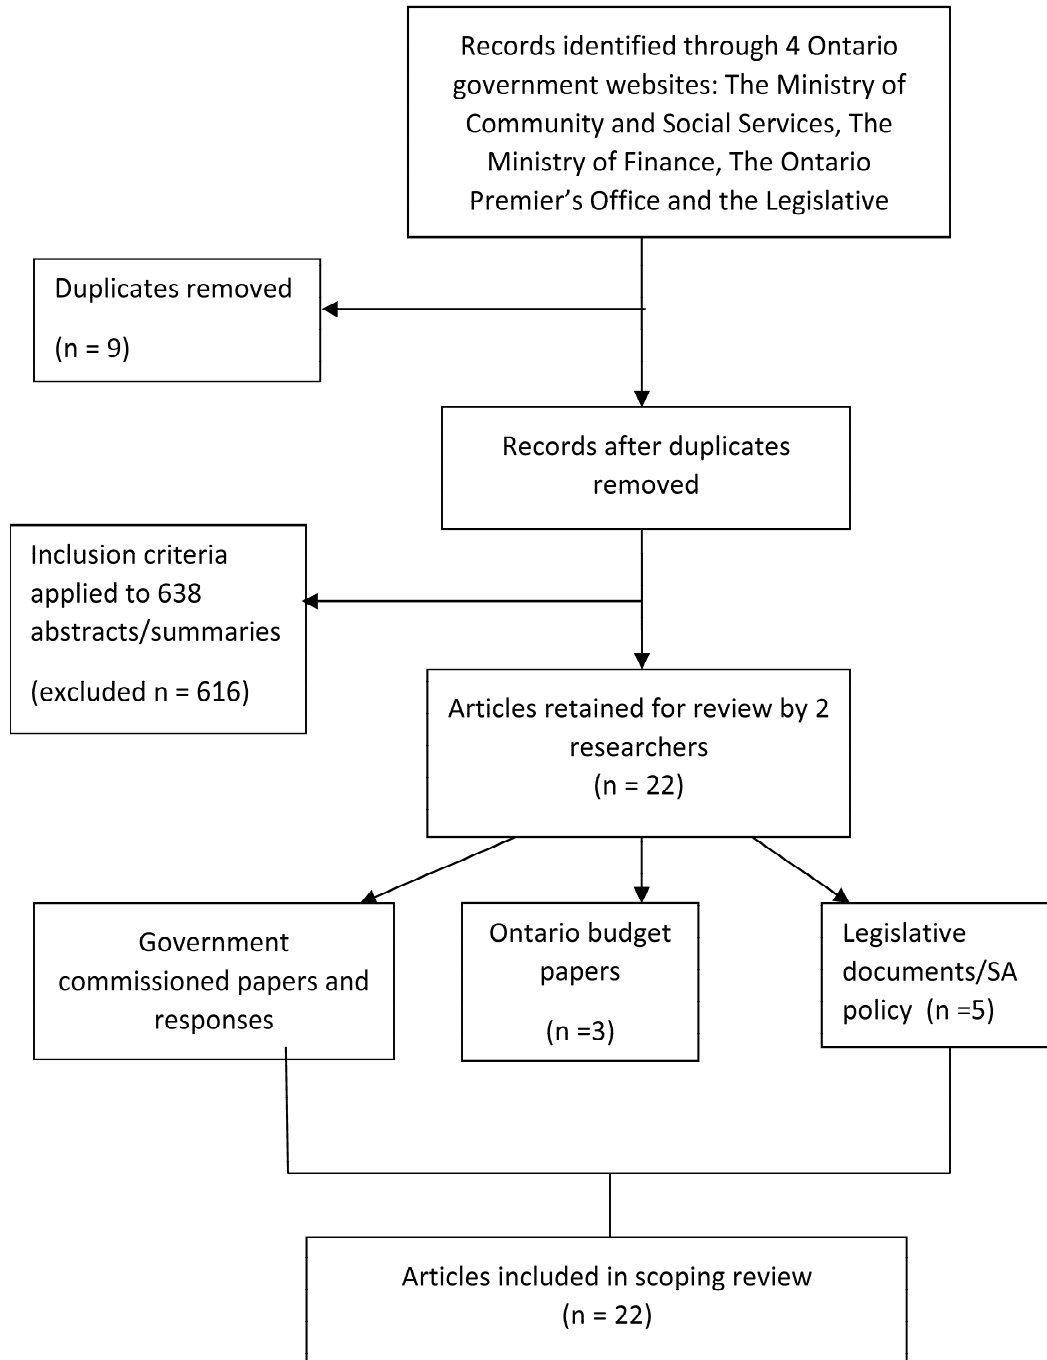 Records identified through 4 Ontario
government websites: The Ministry of
Community and Social Services, The
Ministry of Finance, The Ontario
Premier’s Office and the Legislative
Duplicates removed
(n = 9)
Records after duplicates
removed
Inclusion criteria
applied to 638
abstracts/summaries
(excluded n = 616)
Articles retained for review by 2
researchers
(n = 22)
Government
commissioned papers and
responses
Ontario budget
papers
(n =3)
Legislative
documents/SA
policy (n =5)
Articles included in scoping review
(n = 22)